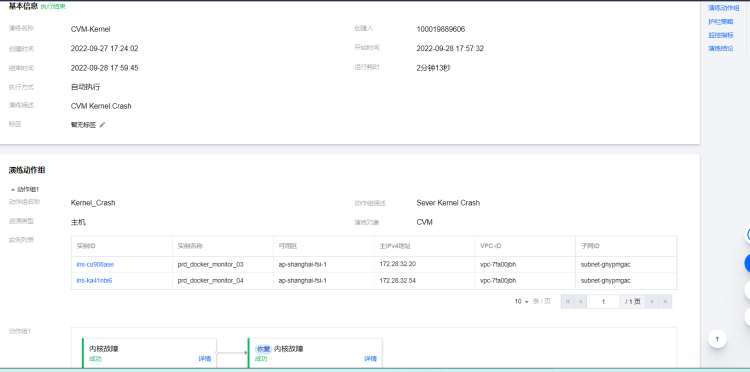 基本信息 执行结束
演练名称 CVM-Kernel 创建人 100019889606
创建时间 2022-09-27 17:24:02 开始时间 2022-09-28 17:57:32
结束时间 2022-09-28 17:59:45 运行耗时 2分钟13秒
执行方式 自动执行
演练描述 CVM Kernel Crash
标签 暂无标签
演练动作组
护栏策略
监控指标
演练结论
演练动作组
动作组1
动作组名称 Kernel_Crash 动作组描述 Sever Kernel Crash
资源类型 主机 演练对象 CVM
实例列表
实例ID 实例名称 可用区 主IPv4地址 VPC-ID 子网ID
ins-cu908ase prd_docker_monitor_03 ap-shanghai-fsi-1 172.28.32.20 vpc-7fa00jbh subnet-ghypmgac
ins-ka41nbi6 prd_docker_monitor_04 ap-shanghai-fsi-1 172.28.32.54 vpc-7fa00jbh subnet-ghypmgac
10 条 / 页 1 / 1 页
动作组1
内核故障
成功 详情
恢复 内核故障
成功 详情